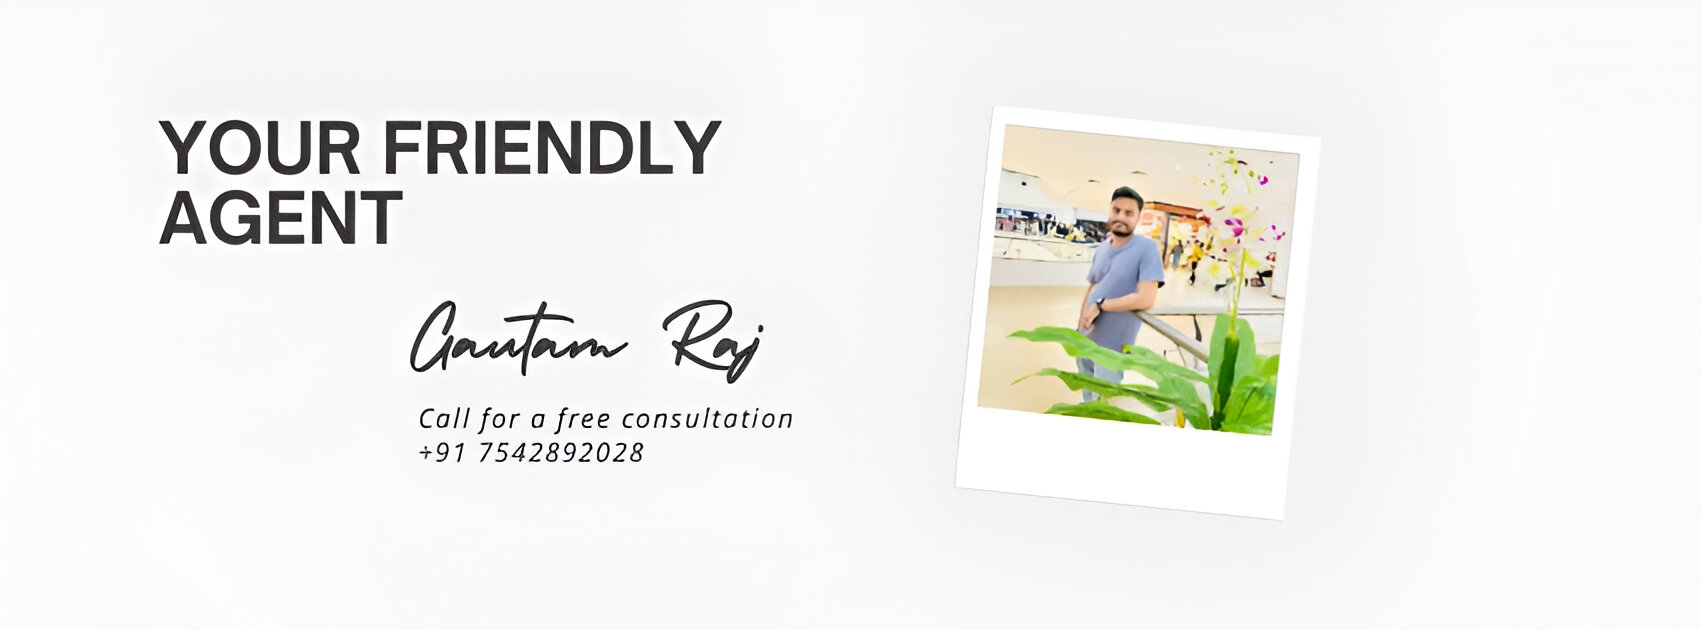 YOUR FRIENDLY
AGENT
Gautam Raj
Call for a free consultation
+91 7542892028